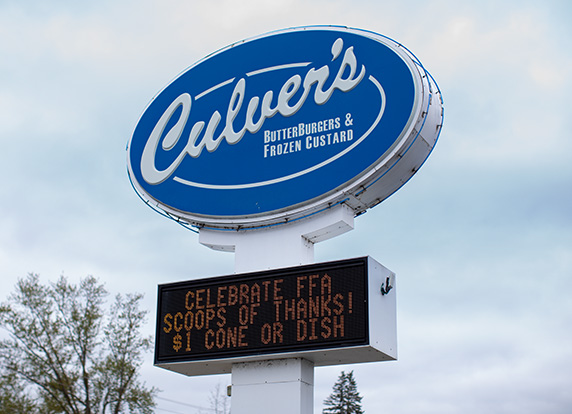 Culver's
BUTTERBURGERS &
FROZEN CUSTARD
CELEBRATE FFA
SCOOPS OF THANKS!
$1 CONE OR DISH